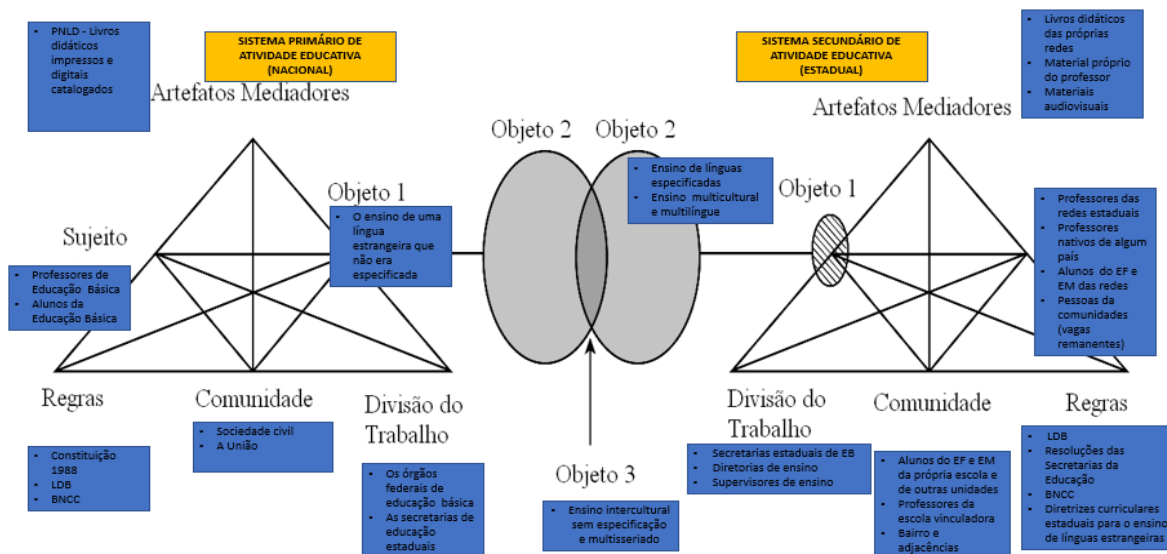 • PNLD - Livros
didáticos
impressos e
digitais
catalogados
SISTEMA PRIMÁRIO DE
ATIVIDADE EDUCATIVA
(NACIONAL)
Artefatos Mediadores
Objeto 1
• O ensino de uma
língua
estrangeira que
não era
especificada
Sujeito
• Professores de
Educação Básica
• Alunos da
Educação Básica
Regras
• Constituição
1988
• LDB
• BNCC
Comunidade
• Sociedade civil
• A União
Divisão do
Trabalho
• Os órgãos
federais de
educação básica
• As secretarias de
educação
estaduais
Objeto 2
Objeto 2
• Ensino de línguas
especificadas
• Ensino multicultural
e multilíngue
Objeto 3
• Ensino intercultural
sem especificação
e multisseriado
SISTEMA SECUNDÁRIO DE
ATIVIDADE EDUCATIVA
(ESTADUAL)
• Livros didáticos
das próprias
redes
• Material próprio
do professor
• Materiais
audiovisuais
Artefatos Mediadores
Objeto 1
• Professores das
redes estaduais
• Professores
nativos de algum
país
• Alunos do EF e
EM das redes
• Pessoas da
comunidades
(vagas
remanentes)
Divisão do
Trabalho
• Secretarias estaduais de EB
• Diretorias de ensino
• Supervisores de ensino
Comunidade
• Alunos do EF e EM
da própria escola e
de outras unidades
• Professores da
escola vinculadora
• Bairro e
adjacências
Regras
• LDB
• Resoluções das
Secretarias da
Educação
• BNCC
• Diretrizes curriculares
estaduais para o ensino
de línguas estrangeiras